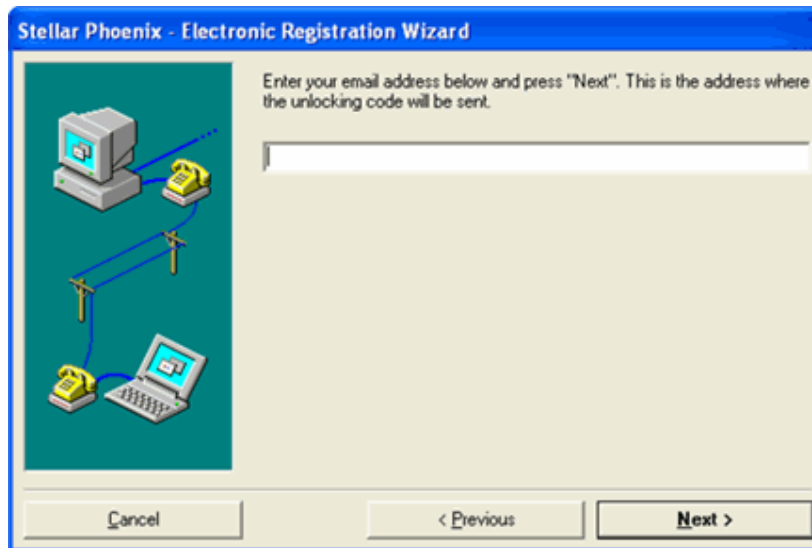 Stellar Phoenix - Electronic Registration Wizard
Enter your email address below and press "Next". This is the address where
the unlocking code will be sent.
Cancel
< Previous
Next >